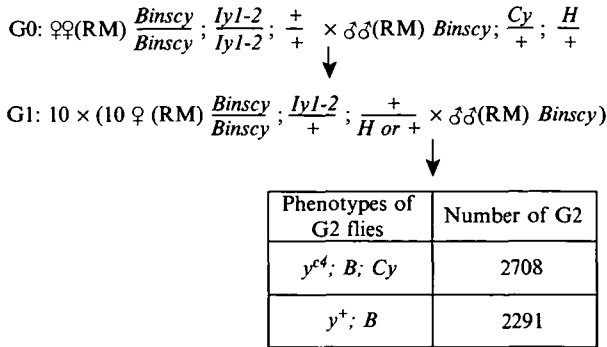 G0: ♀♀(RM) Binscy/Binscy ; Iy1-2/Iy1-2 ; +/+ × ♂♂(RM) Binscy; Cy/+ ; H/+
G1: 10 × (10 ♀ (RM) Binscy/Binscy ; Iy1-2/+ ; +/H or + × ♂♂(RM) Binscy)
Phenotypes of G2 flies | Number of G2
y^c4; B; Cy | 2708
y^+; B | 2291